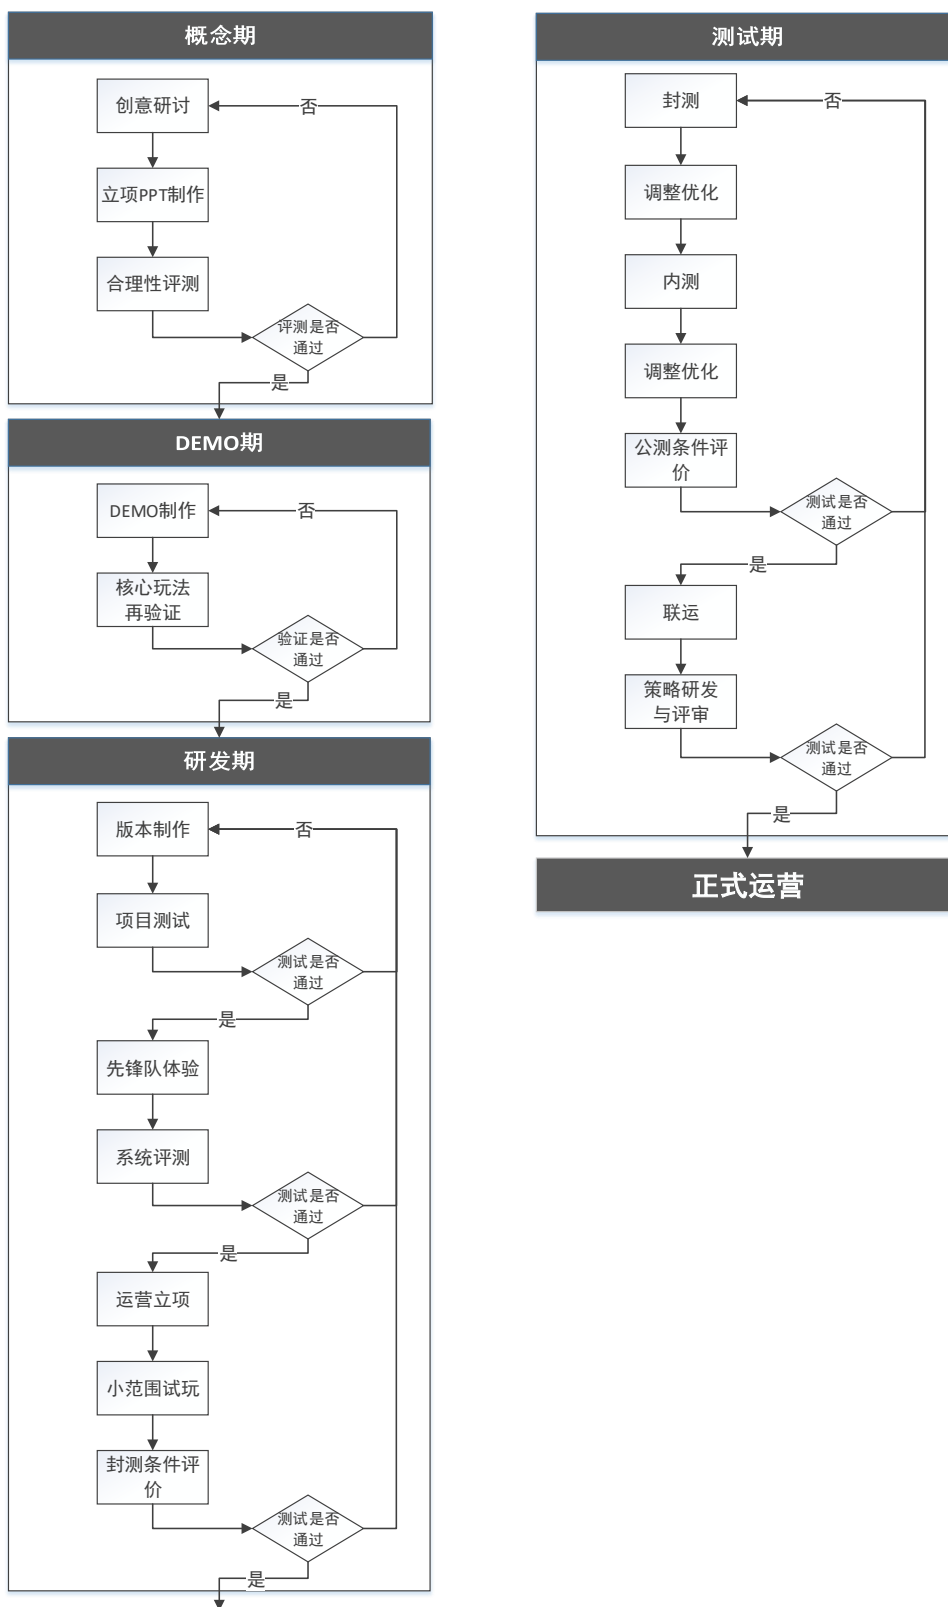 概念期
创意研讨
否
立项PPT制作
合理性评测
评测是否
通过
是
DEMO期
DEMO制作
否
核心玩法
再验证
验证是否
通过
是
研发期
版本制作
否
项目测试
测试是否
通过
是
先锋队体验
系统评测
测试是否
通过
是
运营立项
小范围试玩
封测条件评
价
测试是否
通过
是
测试期
封测
否
调整优化
内测
调整优化
公测条件评
价
测试是否
通过
是
联运
策略研发
与评审
测试是否
通过
是
正式运营